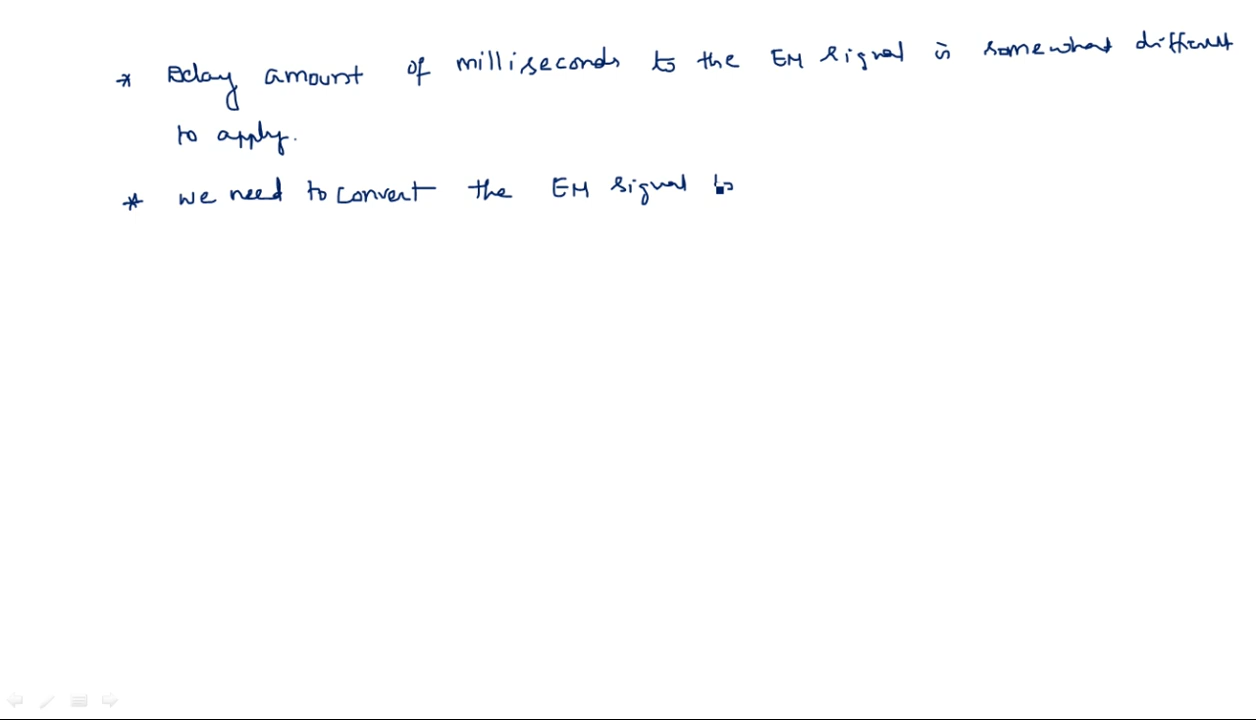 * Delay amount of milliseconds to the EM signal is somewhat difficult
to apply.
* we need to convert the EM signal to